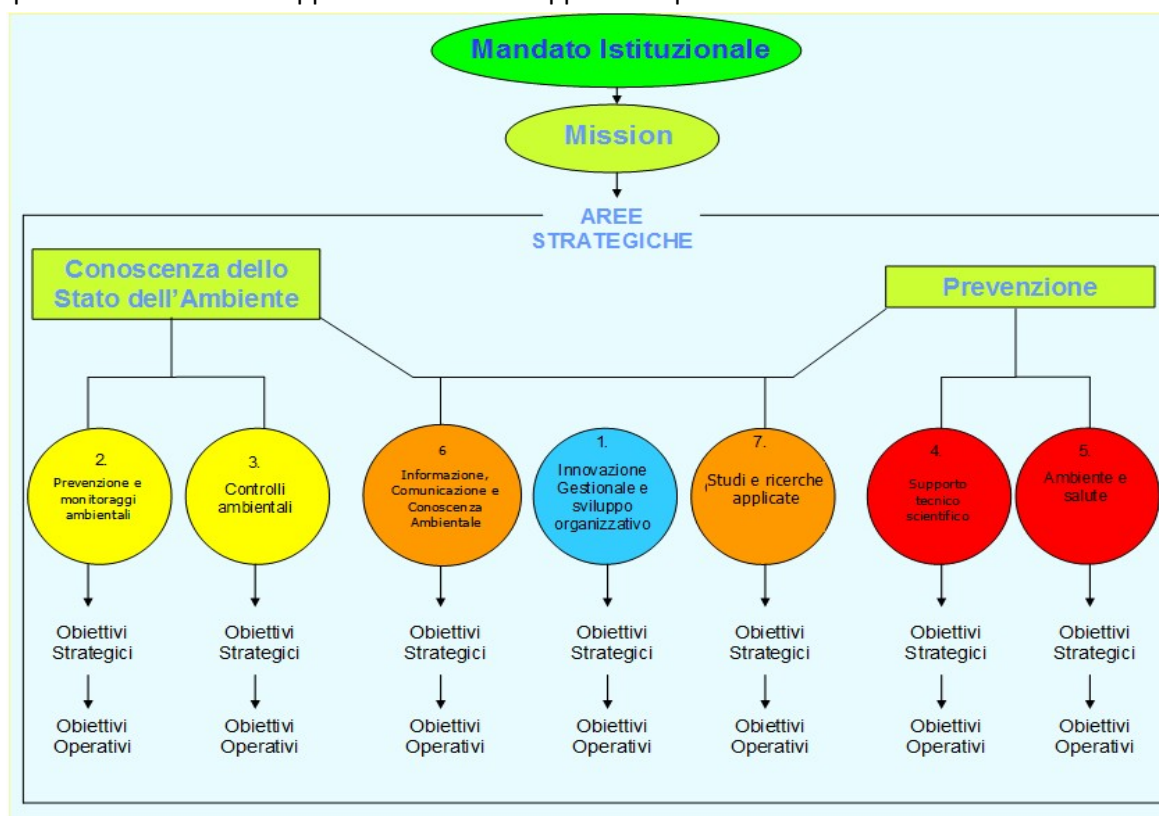 Mandato Istituzionale
Mission
AREE
STRATEGICHE
Conoscenza dello
Stato dell'Ambiente
Prevenzione
2.
Prevenzione e
monitoraggi
ambientali
3.
Controlli
ambientali
6
Informazione,
Comunicazione e
Conoscenza
Ambientale
1.
Innovazione
Gestionale e
sviluppo
organizzativo
7.
Studi e ricerche
applicate
4.
Supporto
tecnico
scientifico
5.
Ambiente e
salute
Obiettivi
Strategici
Obiettivi
Strategici
Obiettivi
Strategici
Obiettivi
Strategici
Obiettivi
Strategici
Obiettivi
Strategici
Obiettivi
Strategici
Obiettivi
Operativi
Obiettivi
Operativi
Obiettivi
Operativi
Obiettivi
Operativi
Obiettivi
Operativi
Obiettivi
Operativi
Obiettivi
Operativi